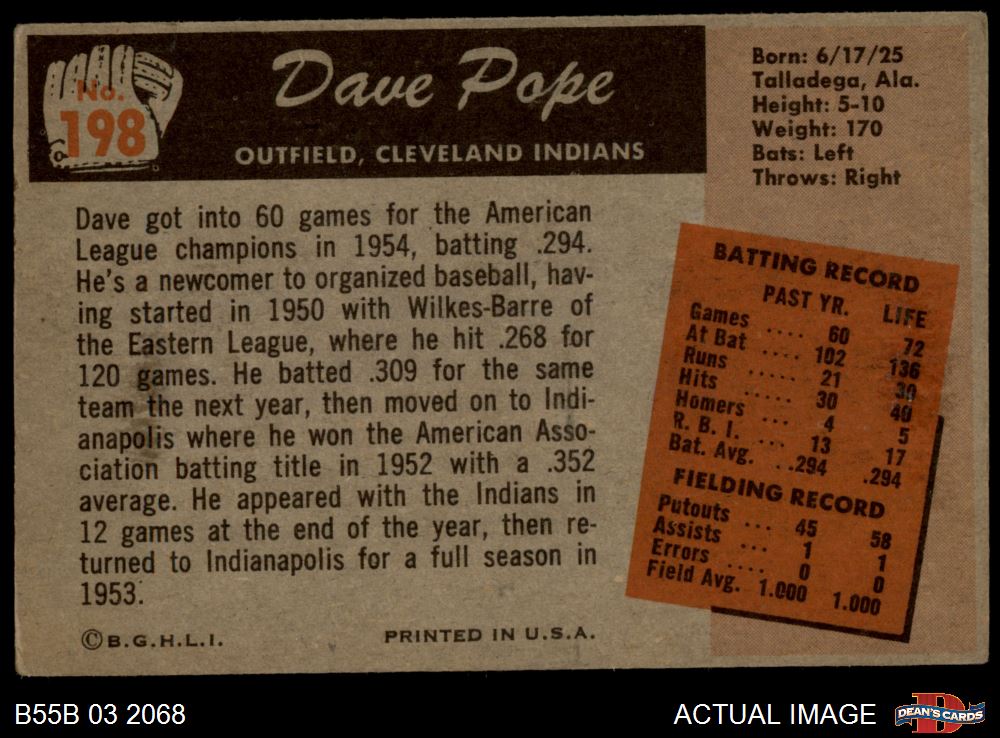 No.
198
Dave Pope
OUTFIELD, CLEVELAND INDIANS
Born: 6/17/25
Talladega, Ala.
Height: 5-10
Weight: 170
Bats: Left
Throws: Right
Dave got into 60 games for the American
League champions in 1954, batting .294.
He's a newcomer to organized baseball, hav-
ing started in 1950 with Wilkes-Barre of
the Eastern League, where he hit .268 for
120 games. He batted .309 for the same
team the next year, then moved on to Indi-
anapolis where he won the American Asso-
ciation batting title in 1952 with a .352
average. He appeared with the Indians in
12 games at the end of the year, then re-
turned to Indianapolis for a full season in
1953.
BATTING RECORD
PAST YR. LIFE
Games .... 60 72
At Bat .... 102 136
Runs ..... 21 30
Hits ..... 30 40
Homers .... 4 5
R. B. I. ... 13 17
Bat. Avg. ..294 .294
FIELDING RECORD
Putouts ... 45 58
Assists ... 1 1
Errors .... 0 0
Field Avg. 1.000 1.000
©B.G.H.L.I. PRINTED IN U.S.A.
B55B 03 2068 ACTUAL IMAGE
DEAN'S CARDS